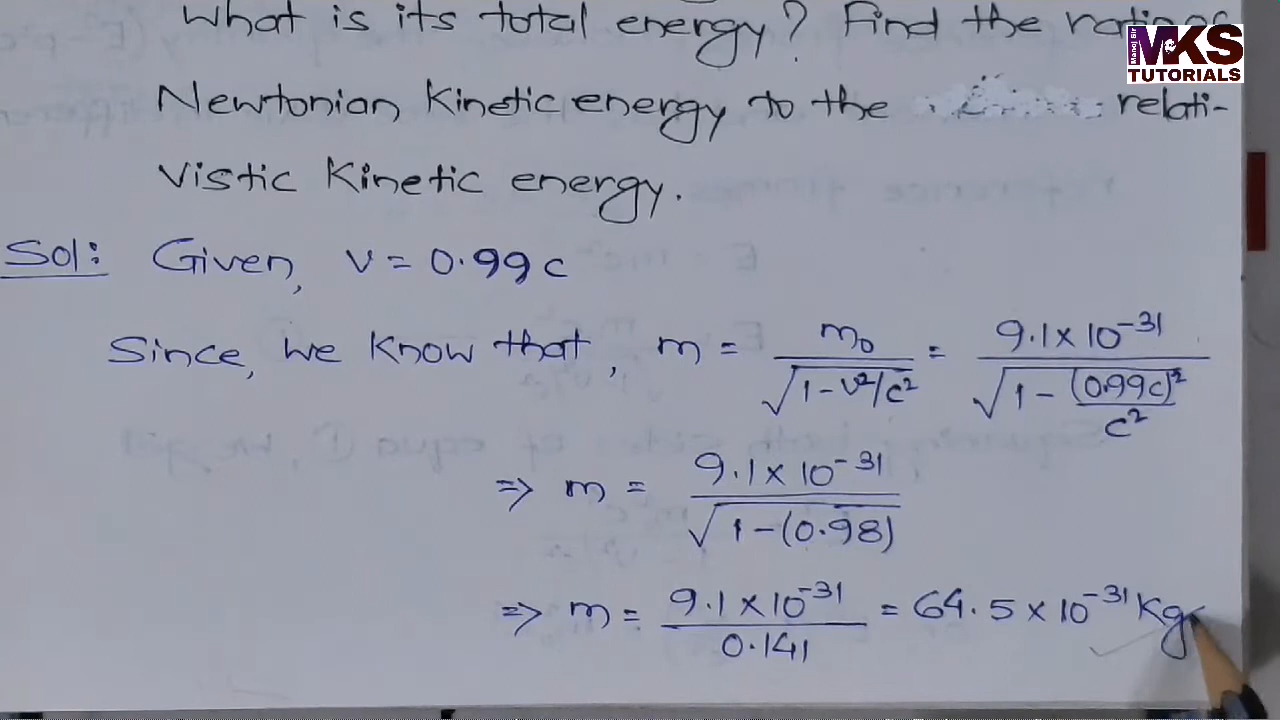 What is its total energy? Find the ratio of
Newtonian Kinetic energy to the relati-
vistic Kinetic energy.
Sol: Given, v = 0.99c
Since, we know that, m = m₀/√(1-v²/c²) = 9.1×10⁻³¹/√(1-(0.99c)²/c²)
⇒ m = 9.1×10⁻³¹/√(1-(0.98))
⇒ m = 9.1×10⁻³¹/0.141 = 64.5×10⁻³¹ Kg
Manoj Sir
MKS
TUTORIALS